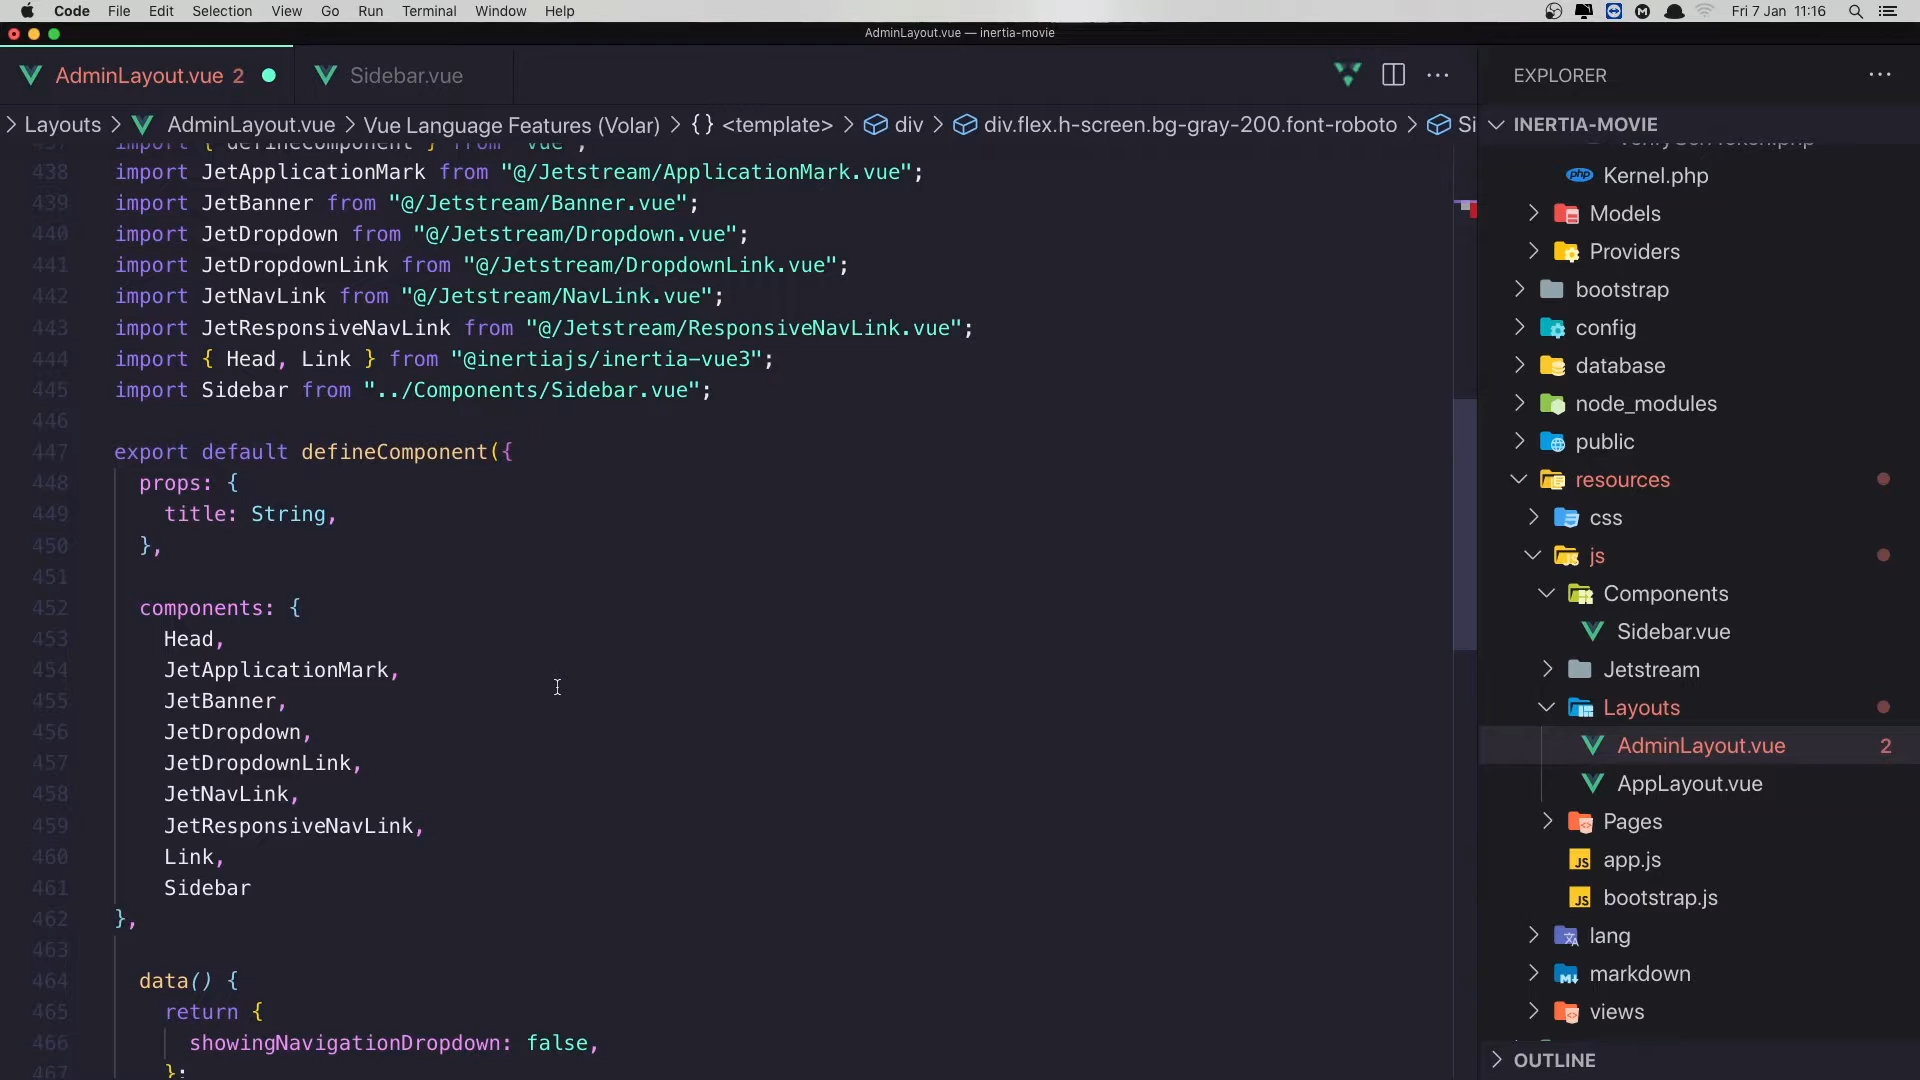 Code File Edit Selection View Go Run Terminal Window Help Fri 7 Jan 11:16
AdminLayout.vue — inertia-movie
AdminLayout.vue 2 Sidebar.vue
Layouts > AdminLayout.vue > Vue Language Features (Volar) > {} <template> > div > div.flex.h-screen.bg-gray-200.font-roboto > Si
437 import { defineComponent } from "vue";
438 import JetApplicationMark from "@/Jetstream/ApplicationMark.vue";
439 import JetBanner from "@/Jetstream/Banner.vue";
440 import JetDropdown from "@/Jetstream/Dropdown.vue";
441 import JetDropdownLink from "@/Jetstream/DropdownLink.vue";
442 import JetNavLink from "@/Jetstream/NavLink.vue";
443 import JetResponsiveNavLink from "@/Jetstream/ResponsiveNavLink.vue";
444 import { Head, Link } from "@inertiajs/inertia-vue3";
445 import Sidebar from "../Components/Sidebar.vue";
446
447 export default defineComponent({
448 props: {
449 title: String,
450 },
451
452 components: {
453 Head,
454 JetApplicationMark,
455 JetBanner,
456 JetDropdown,
457 JetDropdownLink,
458 JetNavLink,
459 JetResponsiveNavLink,
460 Link,
461 Sidebar
462 },
463
464 data() {
465 return {
466 showingNavigationDropdown: false,
467 };
EXPLORER
INERTIA-MOVIE
Kernel.php
Models
Providers
bootstrap
config
database
node_modules
public
resources
css
js
Components
Sidebar.vue
Jetstream
Layouts
AdminLayout.vue 2
AppLayout.vue
Pages
app.js
bootstrap.js
lang
markdown
views
OUTLINE